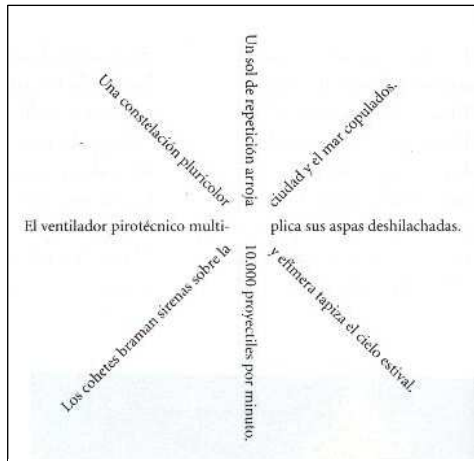 Un sol de repetición arroja
10.000 proyectiles por minuto.
Una constelación pluricolor
y efímera tapiza el cielo estival.
El ventilador pirotécnico multi-
plica sus aspas deshilachadas.
Los cohetes braman sirenas sobre la
ciudad y el mar copulados.